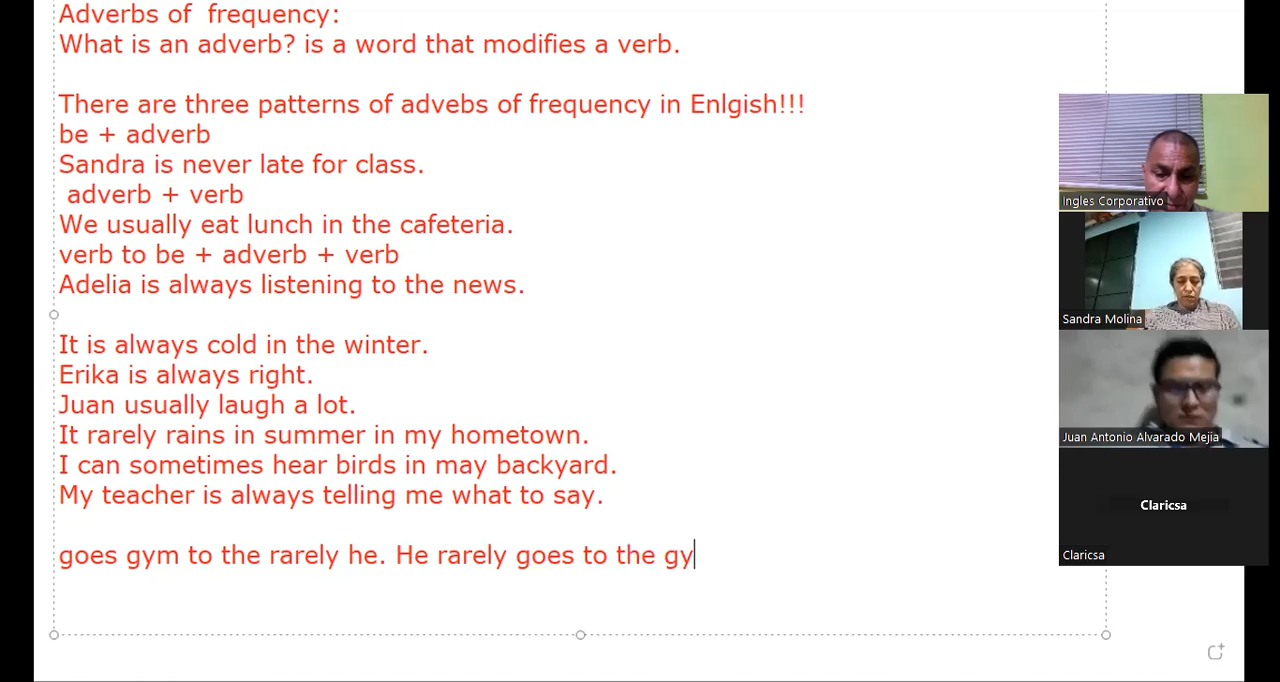 Adverbs of  frequency:
What is an adverb? is a word that modifies a verb.
There are three patterns of advebs of frequency in Enlgish!!!
be + adverb
Sandra is never late for class.
adverb + verb
We usually eat lunch in the cafeteria.
verb to be + adverb + verb
Adelia is always listening to the news.
It is always cold in the winter.
Erika is always right.
Juan usually laugh a lot.
It rarely rains in summer in my hometown.
I can sometimes hear birds in may backyard.
My teacher is always telling me what to say.
goes gym to the rarely he. He rarely goes to the gy
Ingles Corporativo
Sandra Molina
Juan Antonio Alvarado Mejía
Claricsa
Claricsa